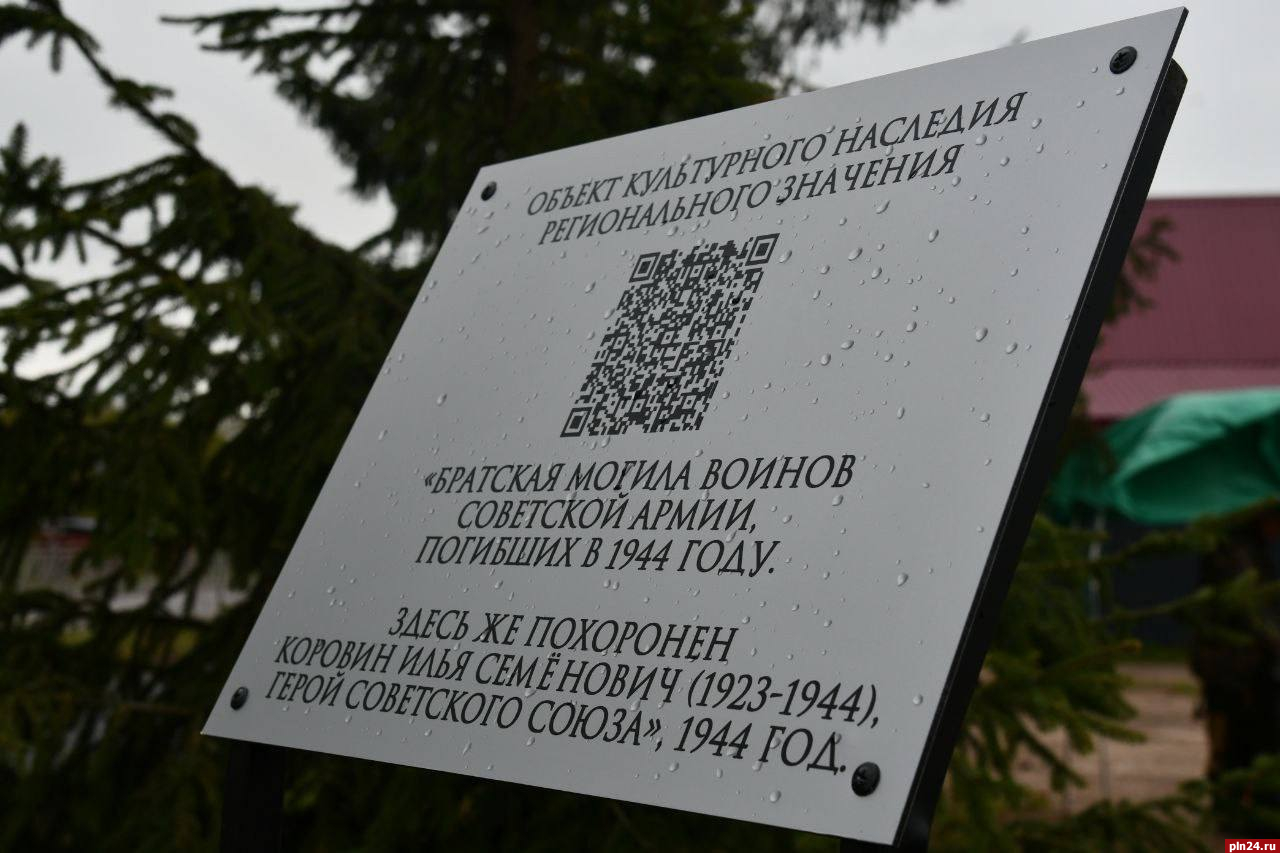 ОБЪЕКТ КУЛЬТУРНОГО НАСЛЕДИЯ
РЕГИОНАЛЬНОГО ЗНАЧЕНИЯ
«БРАТСКАЯ МОГИЛА ВОИНОВ
СОВЕТСКОЙ АРМИИ,
ПОГИБШИХ В 1944 ГОДУ.
ЗДЕСЬ ЖЕ ПОХОРОНЕН
КОРОВИН ИЛЬЯ СЕМЁНОВИЧ (1923-1944),
ГЕРОЙ СОВЕТСКОГО СОЮЗА», 1944 ГОД.
pln24.ru